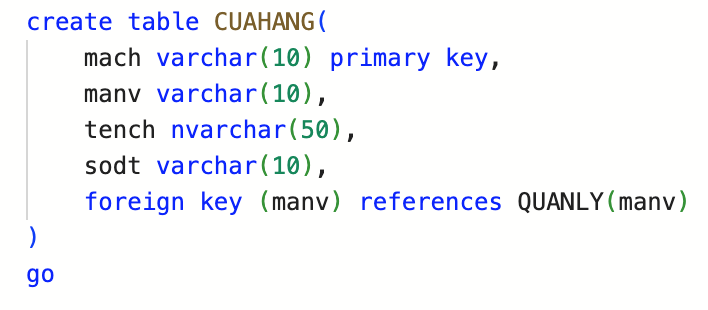 create table CUAHANG(
    mach varchar(10) primary key,
    manv varchar(10),
    tench nvarchar(50),
    sodt varchar(10),
    foreign key (manv) references QUANLY(manv)
)
go